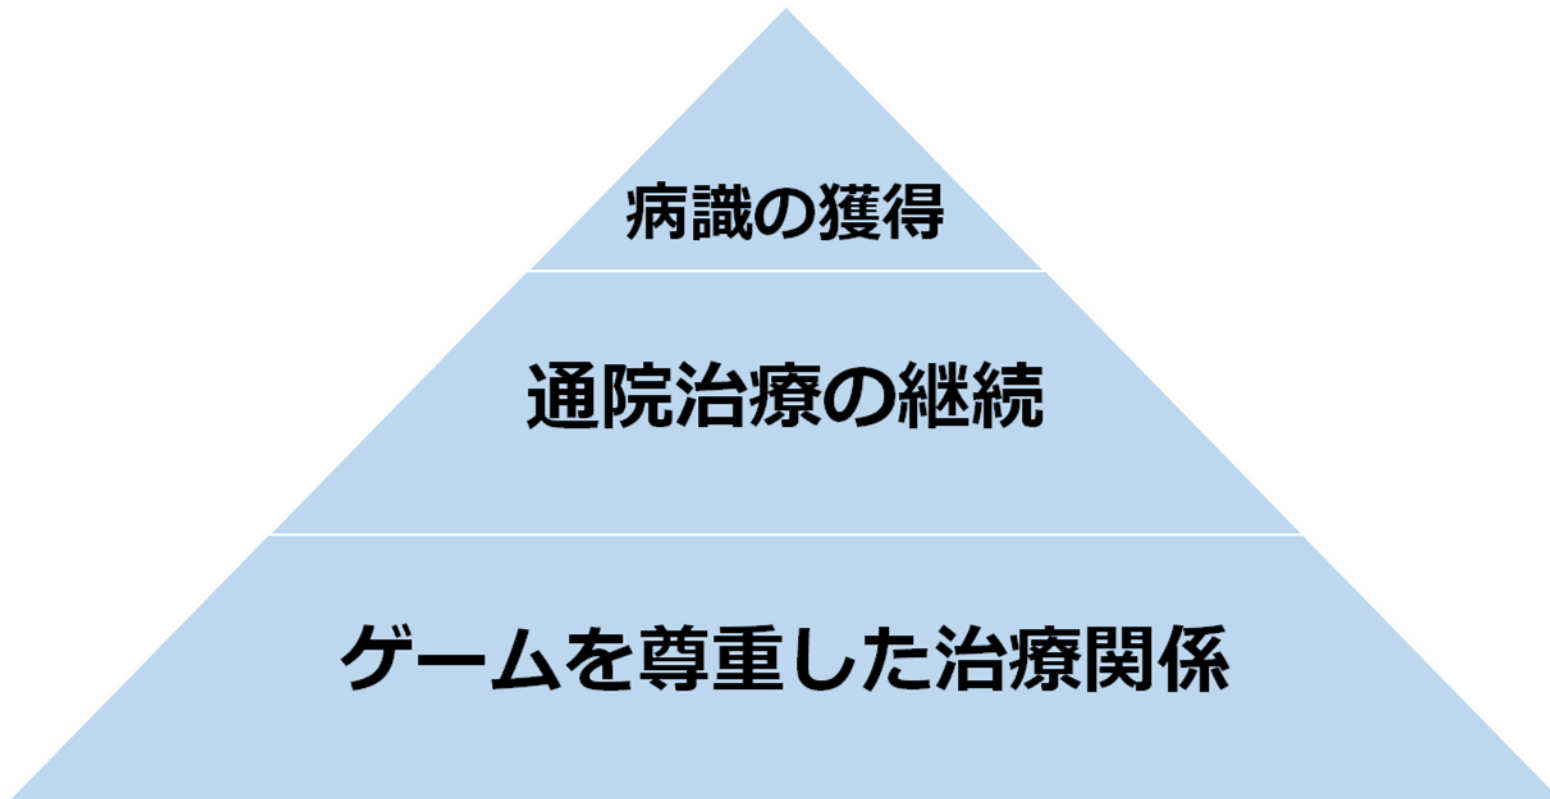 病識の獲得
通院治療の継続
ゲームを尊重した治療関係